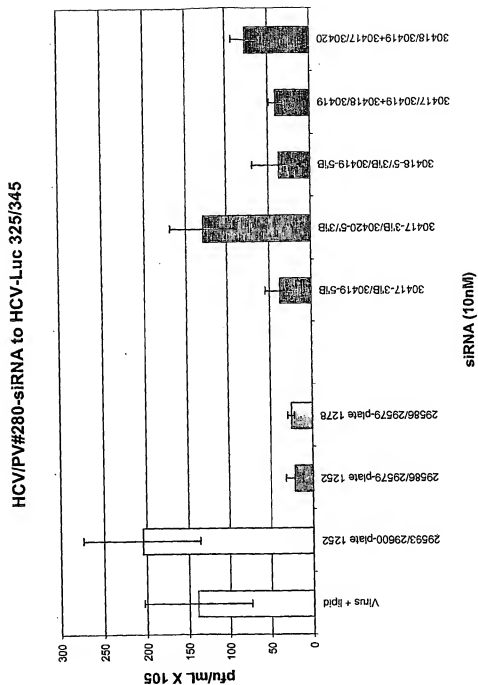 HCV/PV#280-siRNA to HCV-Luc 325/345
pfu/mL X 105
300
250
200
150
100
50
0
Virus + lipid
29593/29600-plate 1252
29586/29579-plate 1252
29586/29579-plate 1278
30417-3'iB/30419-5'iB
30417-3'iB/30420-5'/3'iB
30418-5'/3'iB/30419-5'iB
30417/30419+30418/30419
30418/30419+30417/30420
siRNA (10nM)